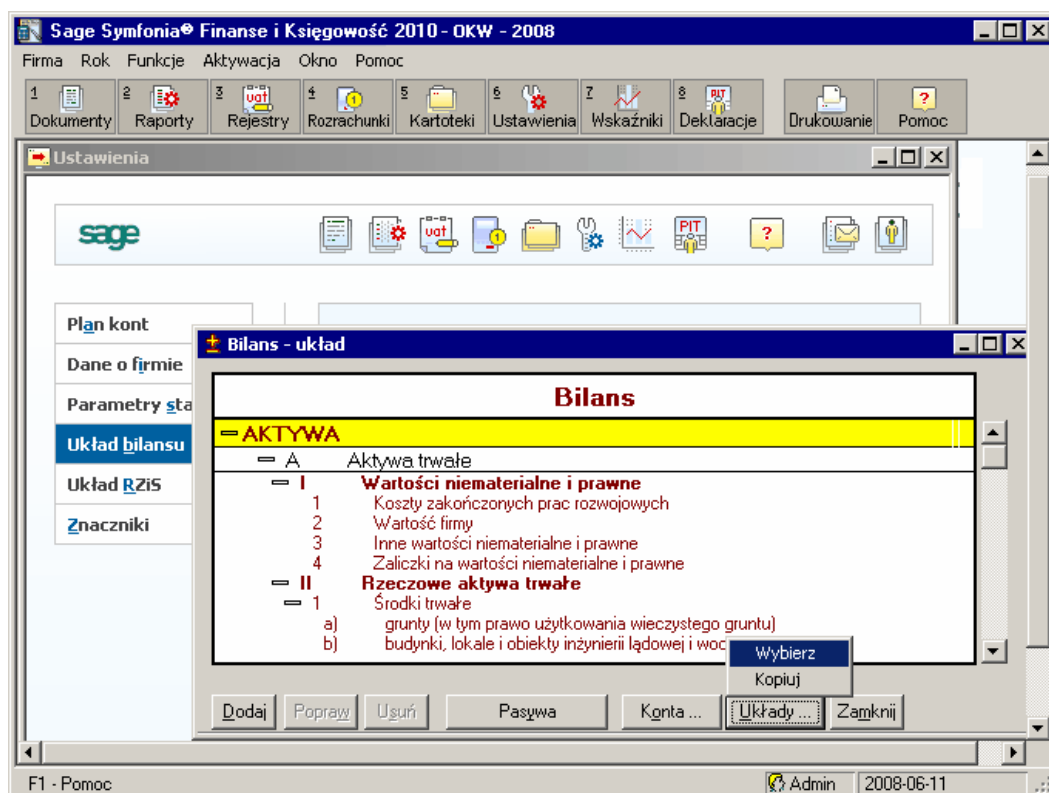 Sage Symfonia® Finanse i Księgowość 2010 - OKW - 2008
Firma Rok Funkcje Aktywacja Okno Pomoc
1 2 3 4 5 6 7 8
Dokumenty Raporty Rejestry Rozrachunki Kartoteki Ustawienia Wskaźniki Deklaracje Drukowanie Pomoc
Ustawienia
sage
Plan kont
Dane o firmie
Parametry sta
Układ bilansu
Układ RZiS
Znaczniki
Bilans - układ
Bilans
AKTYWA
A Aktywa trwałe
I Wartości niematerialne i prawne
1 Koszty zakończonych prac rozwojowych
2 Wartość firmy
3 Inne wartości niematerialne i prawne
4 Zaliczki na wartości niematerialne i prawne
II Rzeczowe aktywa trwałe
1 Środki trwałe
a) grunty (w tym prawo użytkowania wieczystego gruntu)
b) budynki, lokale i obiekty inżynierii lądowej i wod
Wybierz
Kopiuj
Dodaj Popraw Usuń Pasywa Konta ... Układy ... Zamknij
F1 - Pomoc Admin 2008-06-11